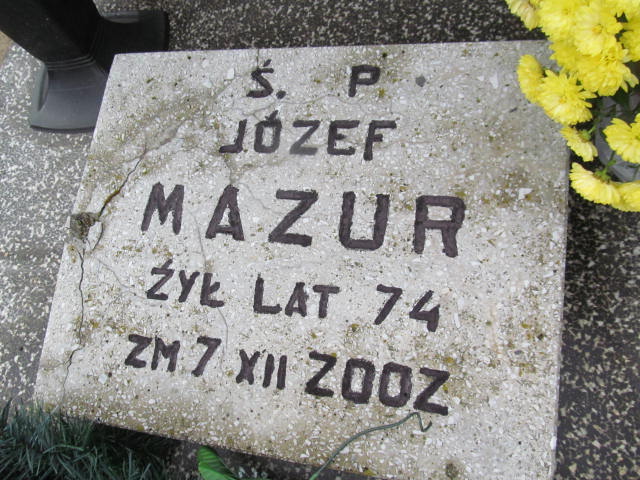 Ś. P
JÓZEF
MAZUR
ŻYŁ LAT 74
ZM 7 XII 2002